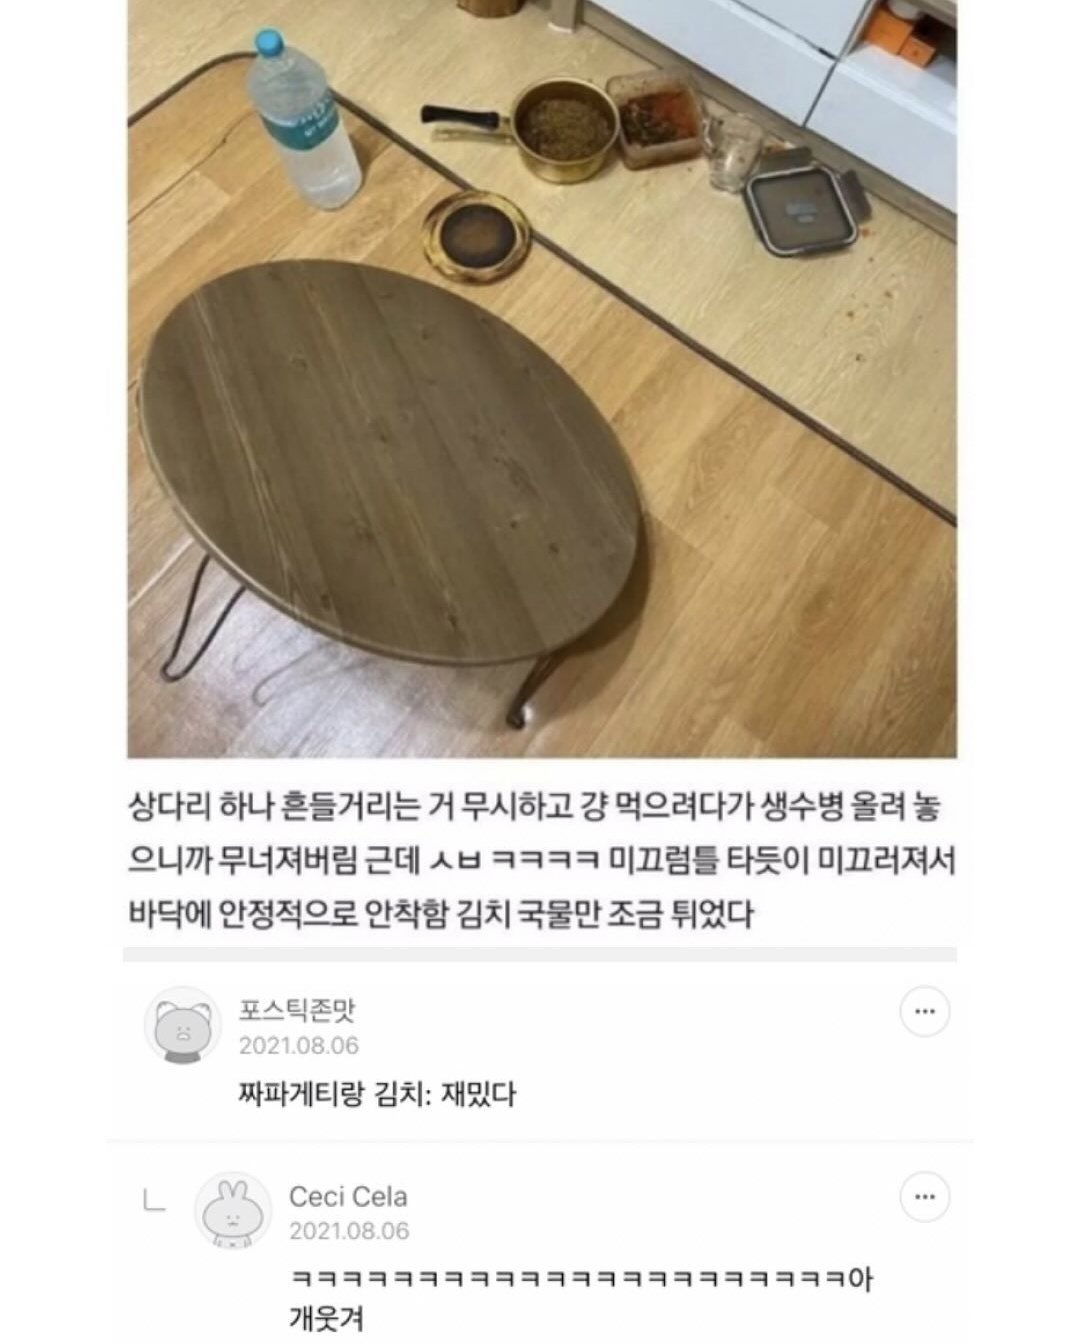 상다리 하나 흔들거리는 거 무시하고 걍 먹으려다가 생수병 올려 놓
으니까 무너져버림 근데 ㅅㅂ ㅋㅋㅋㅋ 미끄럼틀 타듯이 미끄러져서
바닥에 안정적으로 안착함 김치 국물만 조금 튀었다
포스틱존맛
2021.08.06
짜파게티랑 김치: 재밌다
Ceci Cela
2021.08.06
ㅋㅋㅋㅋㅋㅋㅋㅋㅋㅋㅋㅋㅋㅋㅋㅋㅋㅋㅋㅋㅋㅋ아
개웃겨